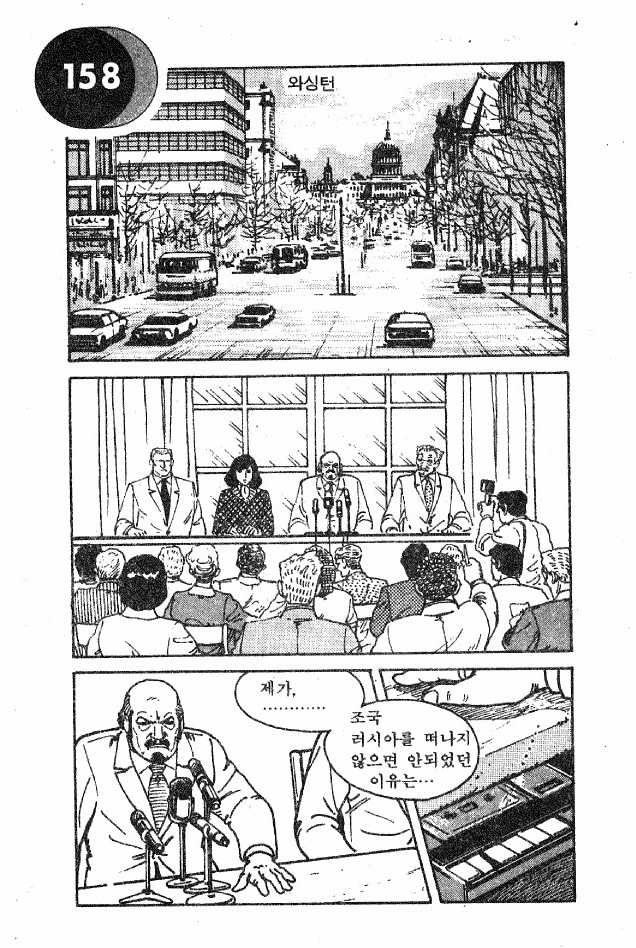 158
와싱턴
제가,
…………
조국
러시아를 떠나지
않으면 안되었던
이유는…